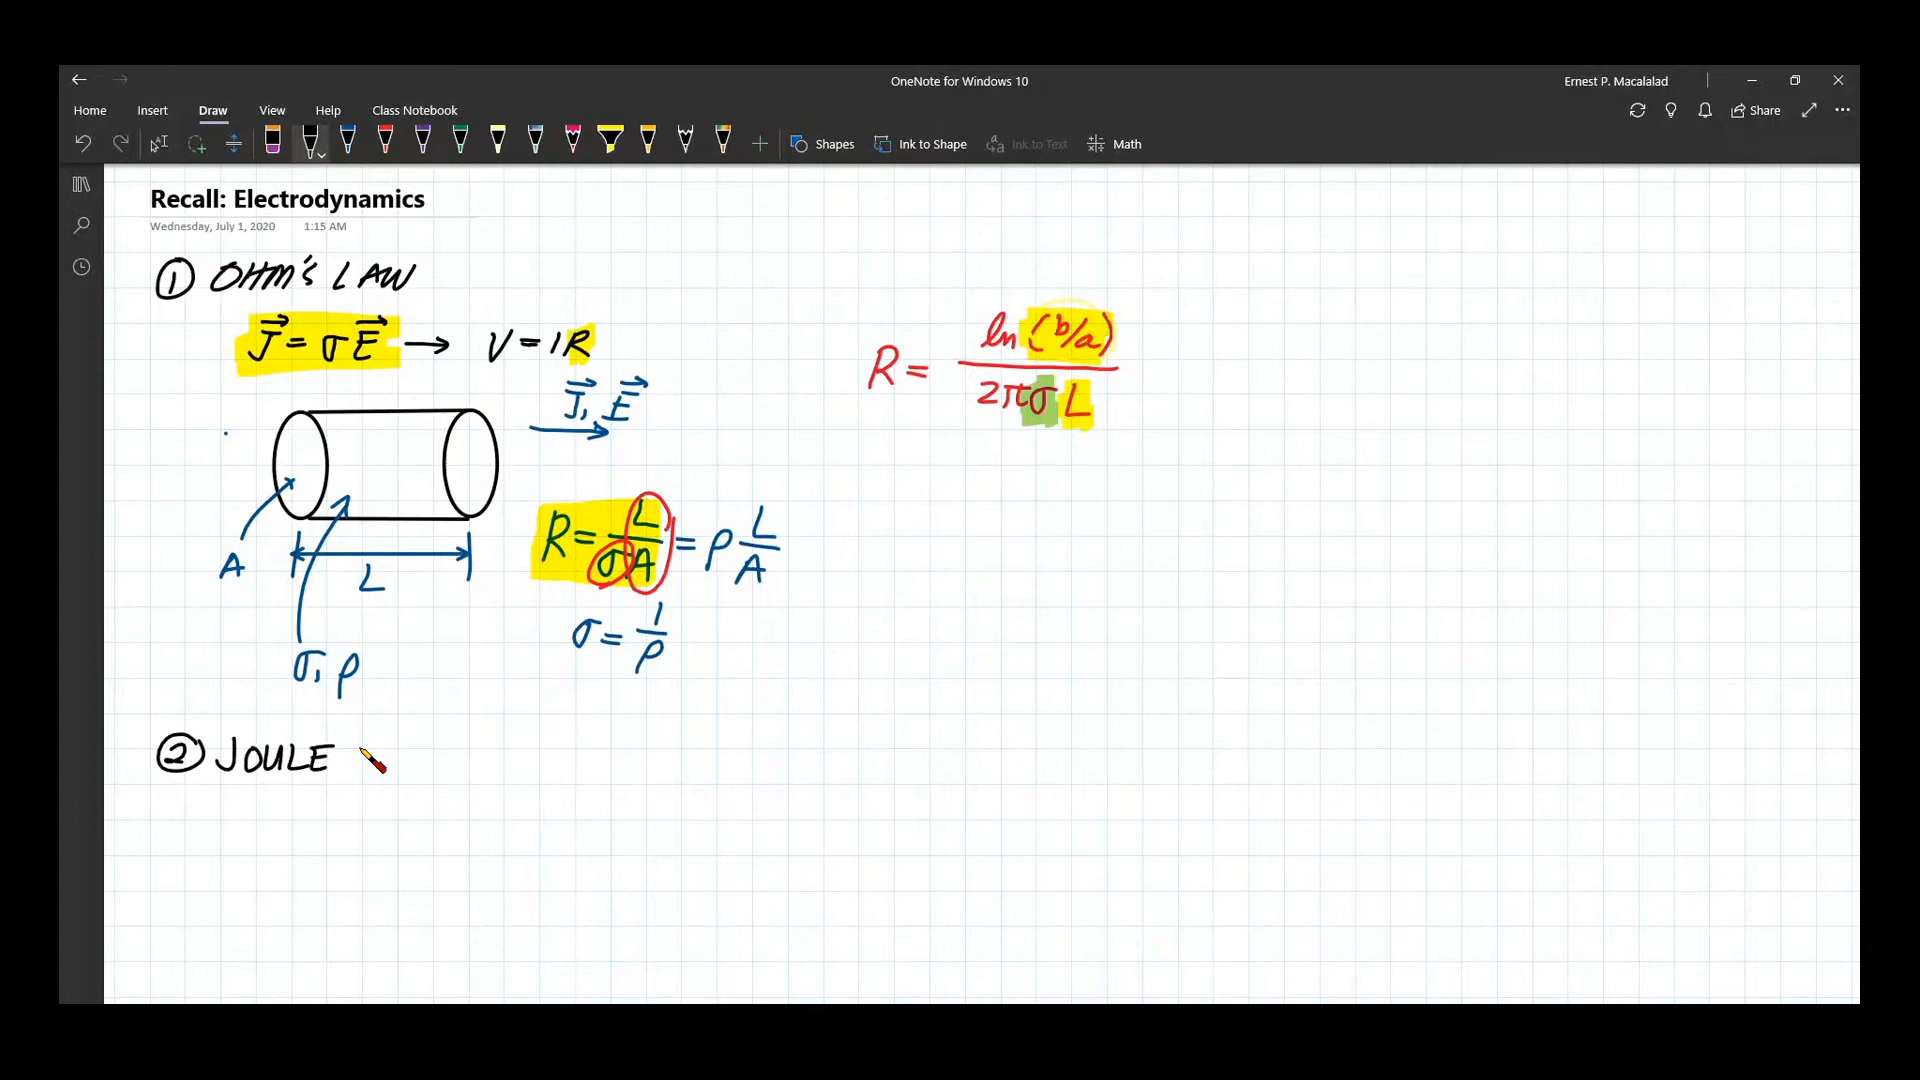 OneNote for Windows 10
Ernest P. Macalalad
Home Insert Draw View Help Class Notebook
Share
Shapes Ink to Shape Ink to Text Math
Recall: Electrodynamics
Wednesday, July 1, 2020 1:15 AM
① OHM'S LAW
J⃗ = σE⃗ → V = IR
J⃗, E⃗
A
L
σ, ρ
R = L/σA = ρ L/A
σ = 1/ρ
R = ln (b/a) / 2πσL
② JOULE